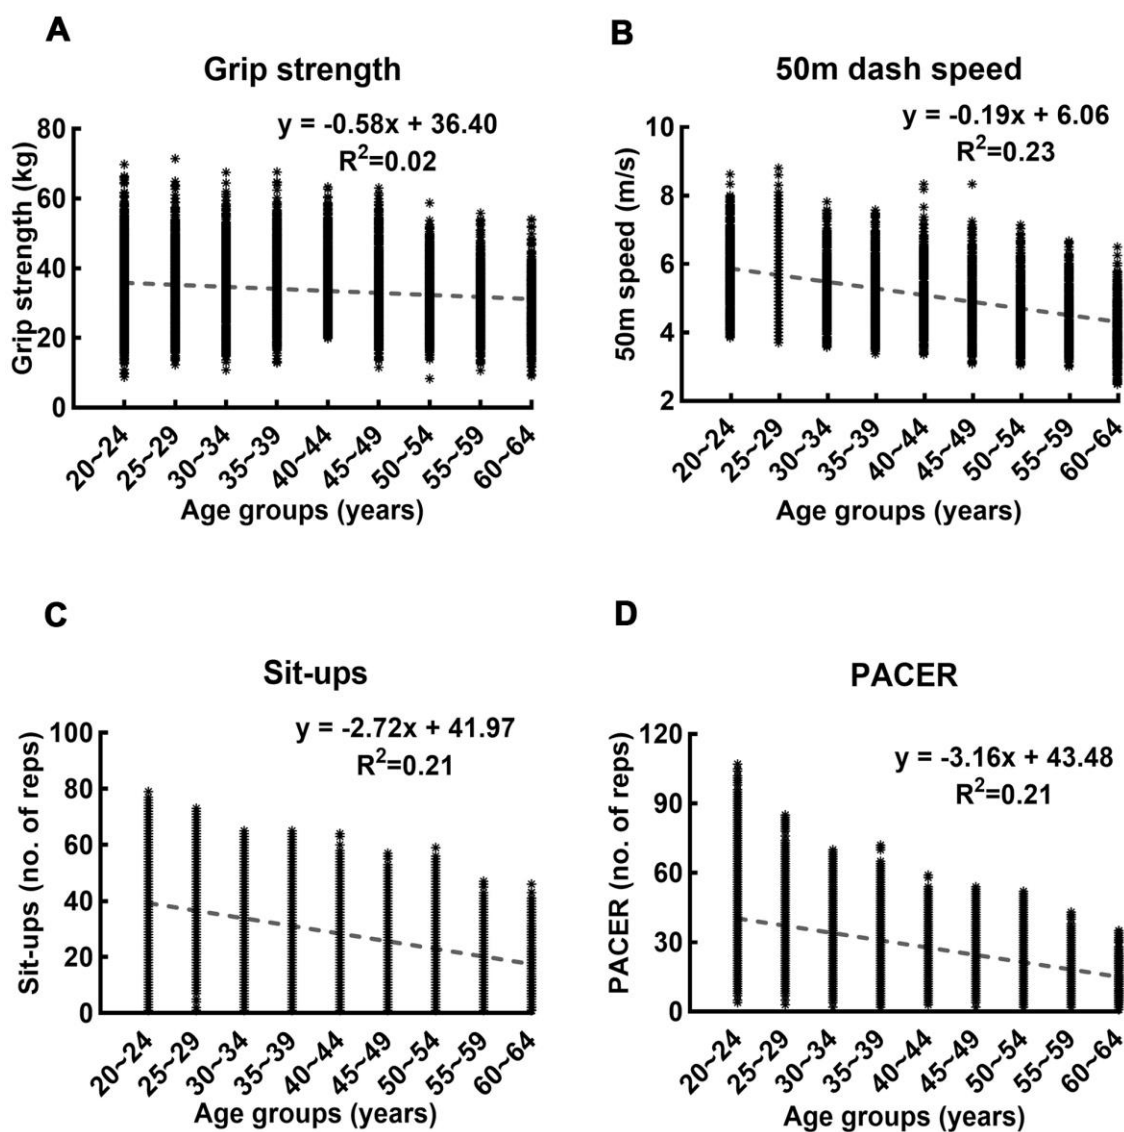 A
Grip strength
y = -0.58x + 36.40
R²=0.02
Grip strength (kg)
80
60
40
20
0
20~24
25~29
30~34
35~39
40~44
45~49
50~54
55~59
60~64
Age groups (years)
B
50m dash speed
y = -0.19x + 6.06
R²=0.23
50m speed (m/s)
10
8
6
4
2
20~24
25~29
30~34
35~39
40~44
45~49
50~54
55~59
60~64
Age groups (years)
C
Sit-ups
y = -2.72x + 41.97
R²=0.21
Sit-ups (no. of reps)
100
80
60
40
20
0
20~24
25~29
30~34
35~39
40~44
45~49
50~54
55~59
60~64
Age groups (years)
D
PACER
y = -3.16x + 43.48
R²=0.21
PACER (no. of reps)
120
90
60
30
0
20~24
25~29
30~34
35~39
40~44
45~49
50~54
55~59
60~64
Age groups (years)